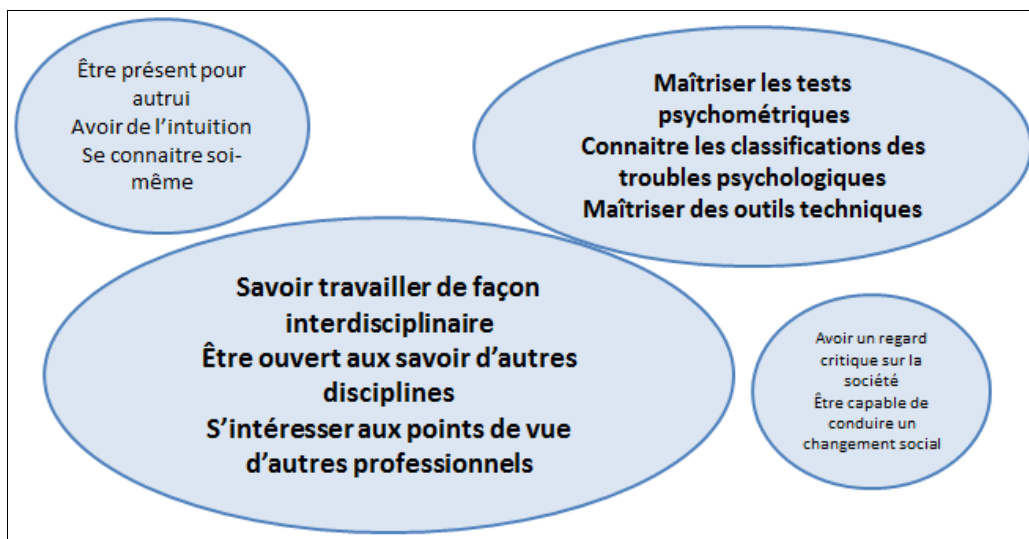 Être présent pour
autrui
Avoir de l'intuition
Se connaitre soi-
même
Maîtriser les tests
psychométriques
Connaitre les classifications des
troubles psychologiques
Maîtriser des outils techniques
Savoir travailler de façon
interdisciplinaire
Être ouvert aux savoir d'autres
disciplines
S'intéresser aux points de vue
d'autres professionnels
Avoir un regard
critique sur la
société
Être capable de
conduire un
changement social